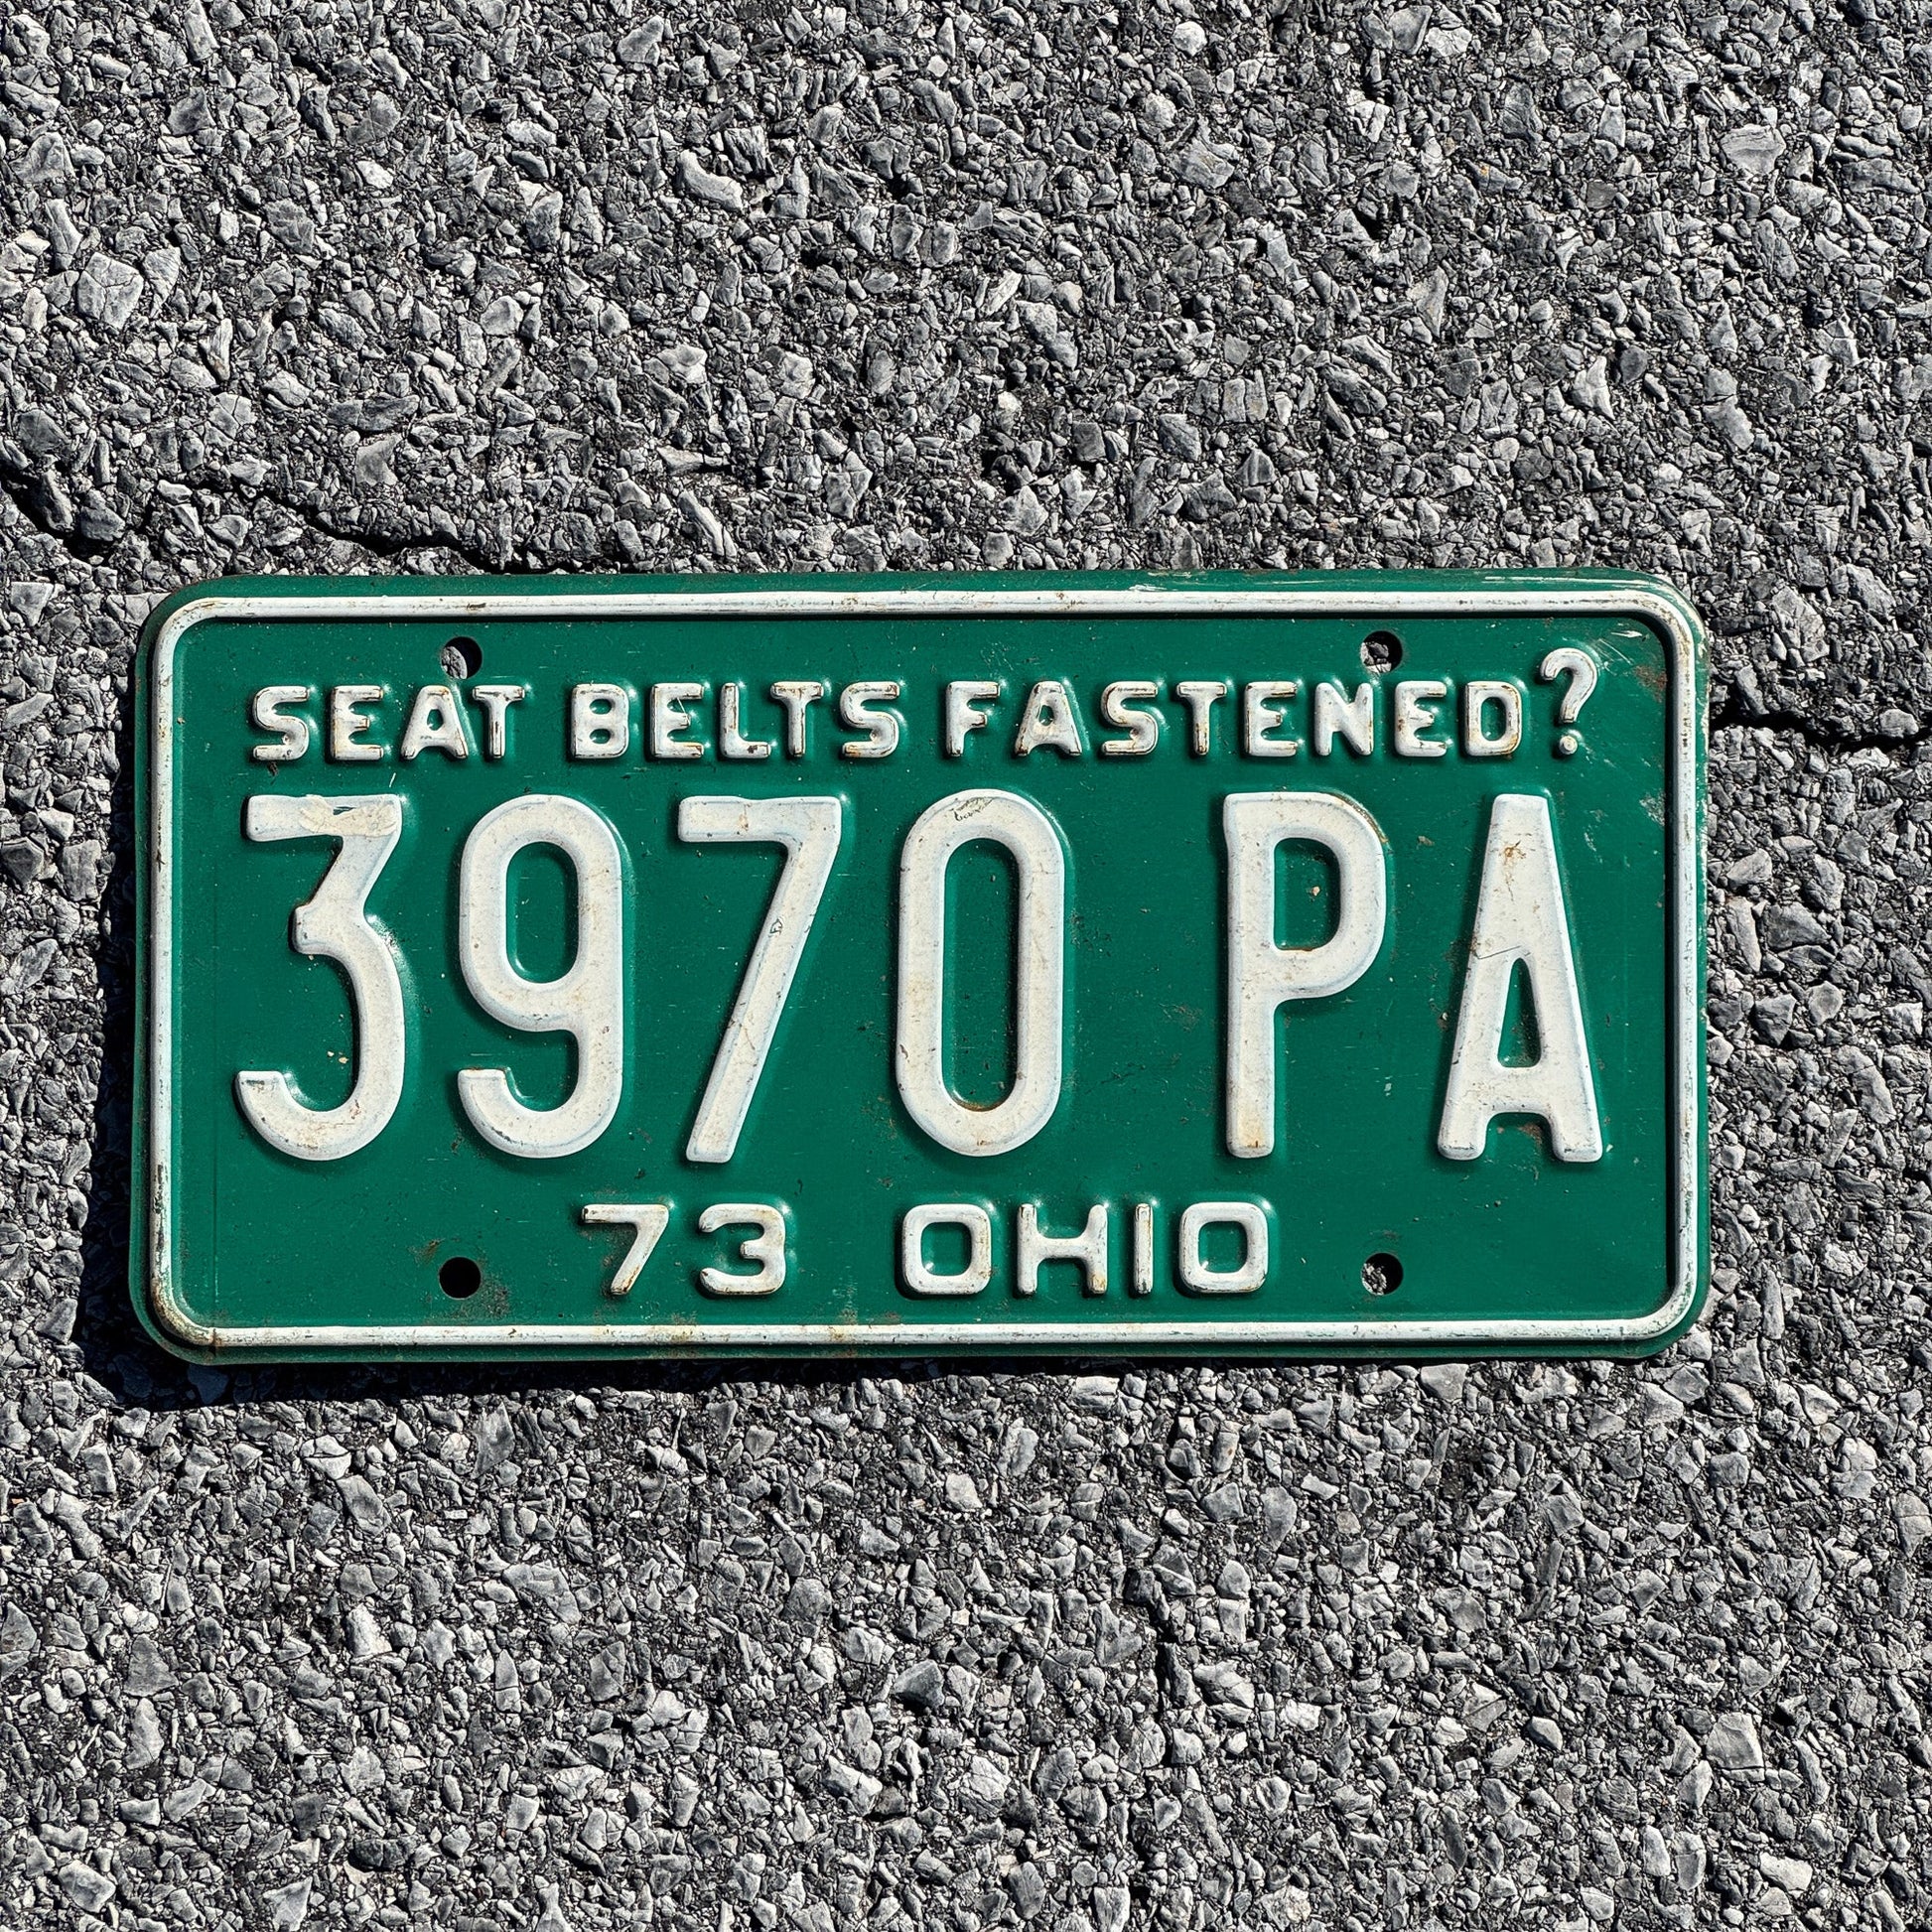 SEAT BELTS FASTENED?
3970 PA
73 OHIO